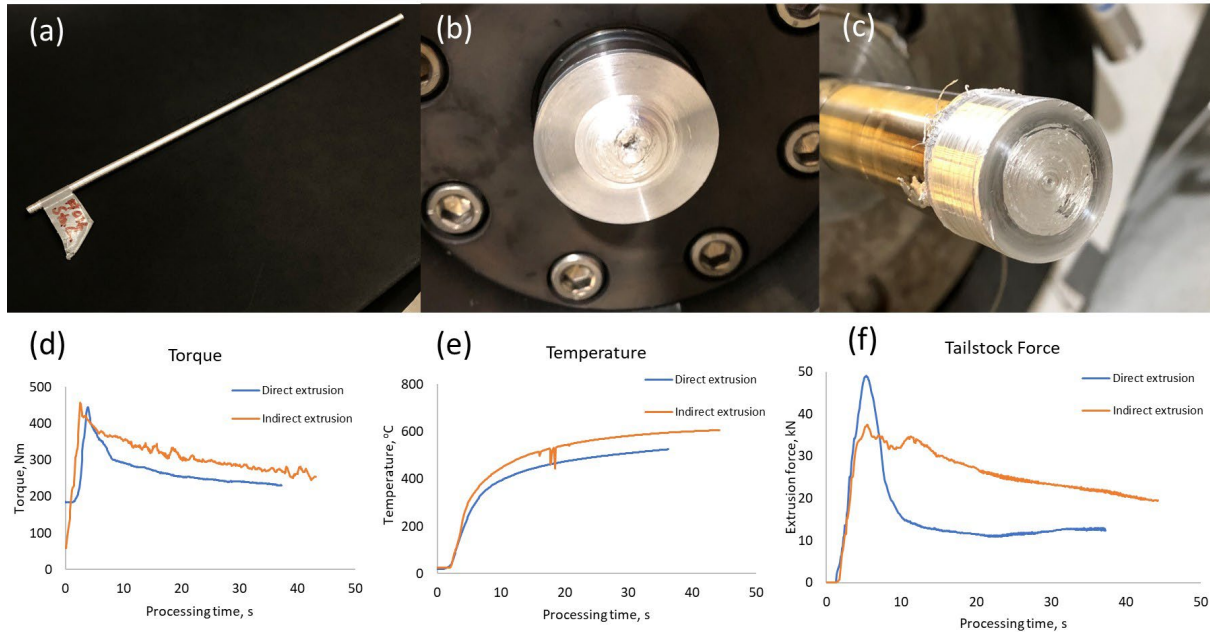 (a)
(b)
(c)
(d)
Torque
500
400
300
200
100
0
Torque, Nm
0 10 20 30 40 50
Processing time, s
Direct extrusion
Indirect extrusion
(e)
Temperature
800
600
400
200
0
Temperature, ºC
0 10 20 30 40 50
Processing time, s
Direct extrusion
Indirect extrusion
(f)
Tailstock Force
50
40
30
20
10
0
Extrusion force, kN
0 10 20 30 40 50
Processing time, s
Direct extrusion
Indirect extrusion